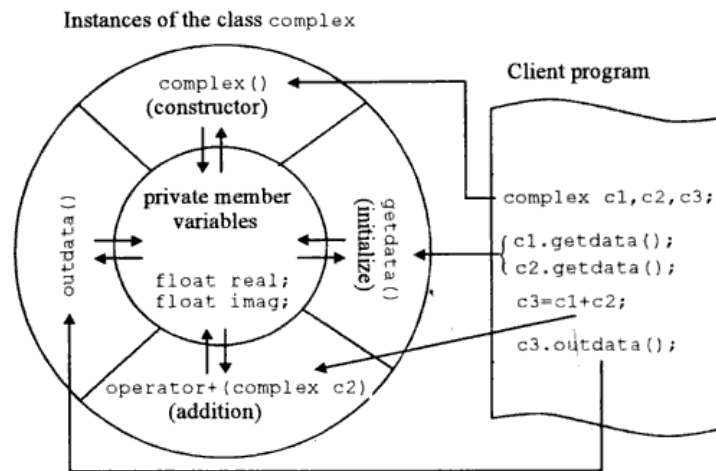 Instances of the class complex
complex()
(constructor)
outdata()
private member
variables
float real;
float imag;
getdata()
(initialize)
operator+(complex c2)
(addition)
Client program
complex c1,c2,c3;
c1.getdata();
c2.getdata();
c3=c1+c2;
c3.outdata();